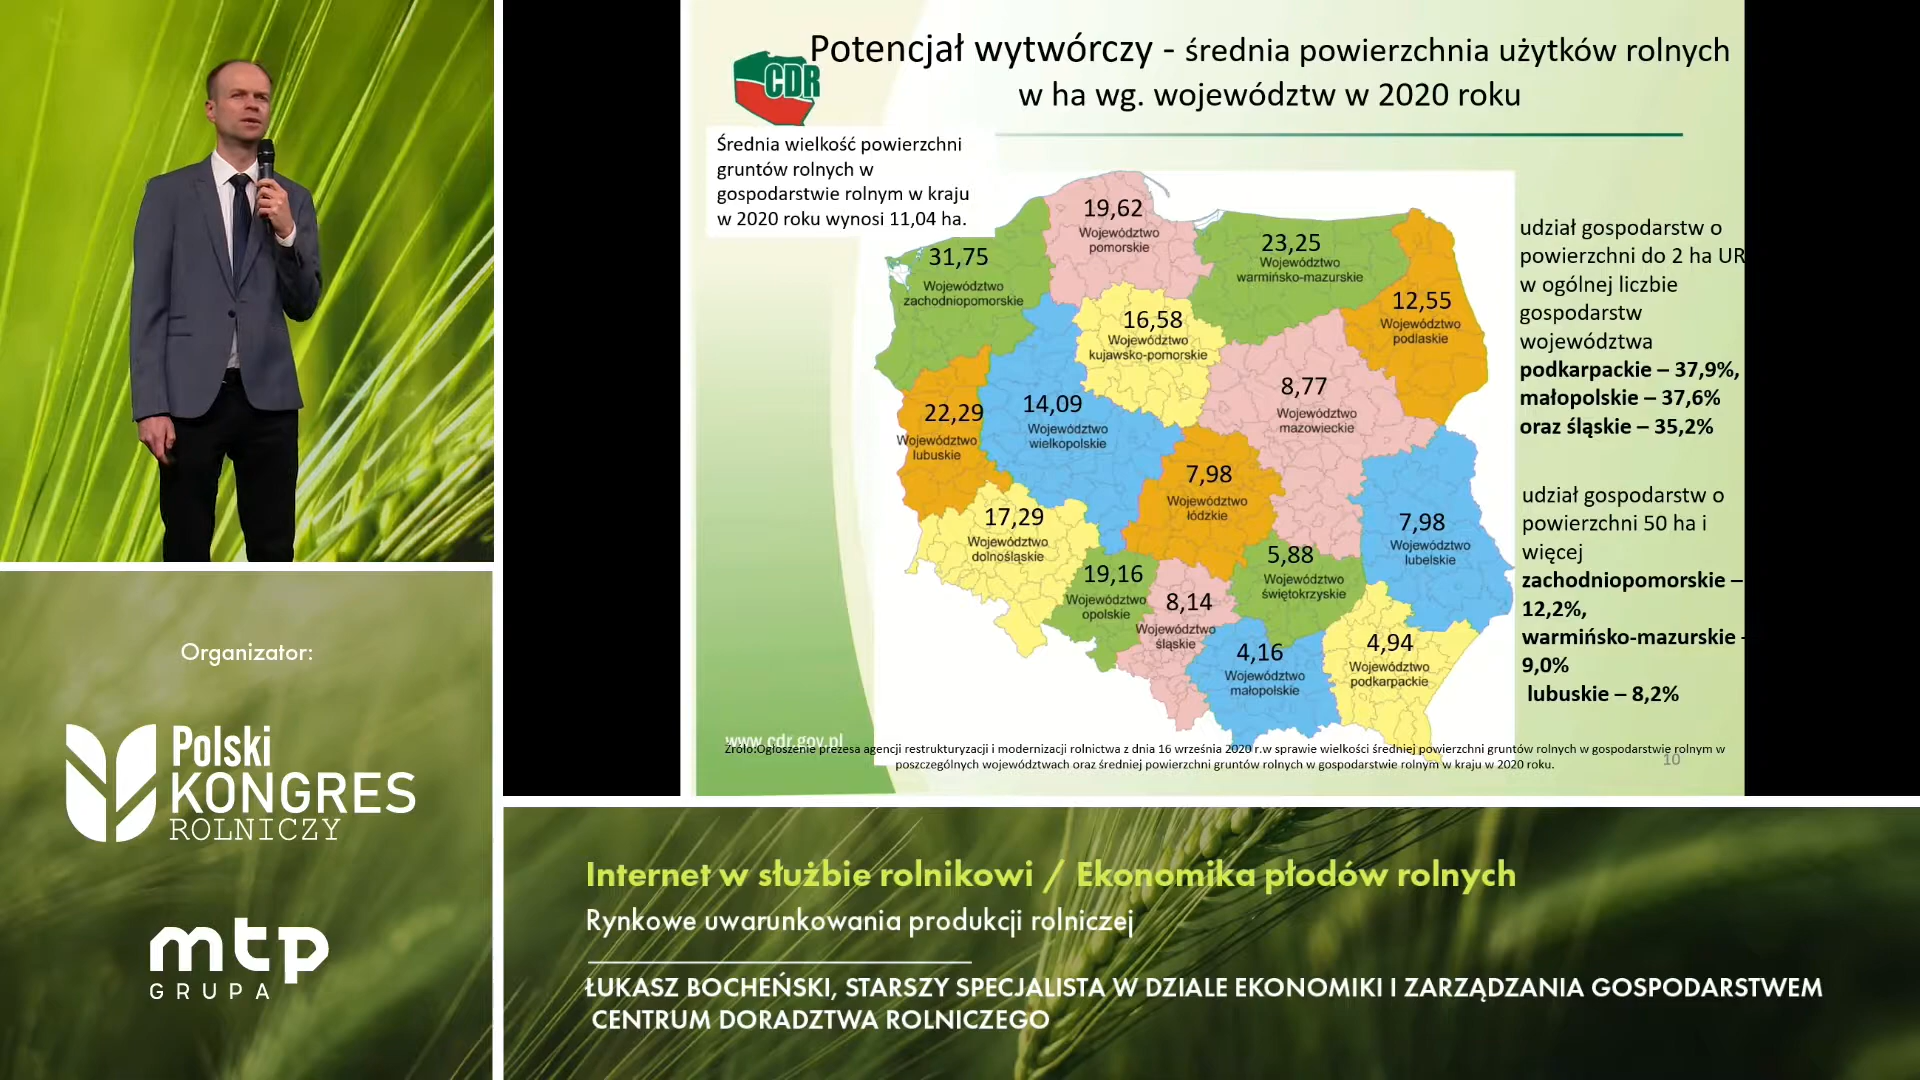 Potencjał wytwórczy - średnia powierzchnia użytków rolnych
w ha wg. województw w 2020 roku
CDR
Średnia wielkość powierzchni
gruntów rolnych w
gospodarstwie rolnym w kraju
w 2020 roku wynosi 11,04 ha.
19,62
Województwo
pomorskie
31,75
Województwo
zachodniopomorskie
23,25
Województwo
warmińsko-mazurskie
12,55
Województwo
podlaskie
16,58
Województwo
kujawsko-pomorskie
8,77
Województwo
mazowieckie
22,29
Województwo
lubuskie
14,09
Województwo
wielkopolskie
7,98
Województwo
łódzkie
17,29
Województwo
dolnośląskie
7,98
Województwo
lubelskie
19,16
Województwo
opolskie
5,88
Województwo
świętokrzyskie
8,14
Województwo
śląskie
4,16
Województwo
małopolskie
4,94
Województwo
podkarpackie
udział gospodarstw o
powierzchni do 2 ha UR
w ogólnej liczbie
gospodarstw
województwa
podkarpackie – 37,9%,
małopolskie – 37,6%
oraz śląskie – 35,2%
udział gospodarstw o
powierzchni 50 ha i
więcej
zachodniopomorskie –
12,2%,
warmińsko-mazurskie -
9,0%
lubuskie – 8,2%
www.cdr.gov.pl
Zródło:Ogłoszenie prezesa agencji restrukturyzacji i modernizacji rolnictwa z dnia 16 września 2020 r.w sprawie wielkości średniej powierzchni gruntów rolnych w gospodarstwie rolnym w
poszczególnych województwach oraz średniej powierzchni gruntów rolnych w gospodarstwie rolnym w kraju w 2020 roku.
10
Organizator:
Polski
KONGRES
ROLNICZY
mtp
GRUPA
Internet w służbie rolnikowi / Ekonomika płodów rolnych
Rynkowe uwarunkowania produkcji rolniczej
ŁUKASZ BOCHEŃSKI, STARSZY SPECJALISTA W DZIALE EKONOMIKI I ZARZĄDZANIA GOSPODARSTWEM
CENTRUM DORADZTWA ROLNICZEGO